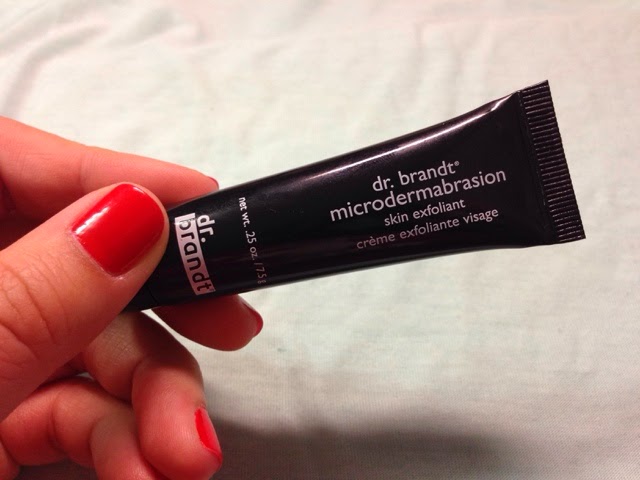 dr. brandt®
microdermabrasion
skin exfoliant
crème exfoliante visage
net wt. .25 oz. / 7.5 g
dr.
brandt